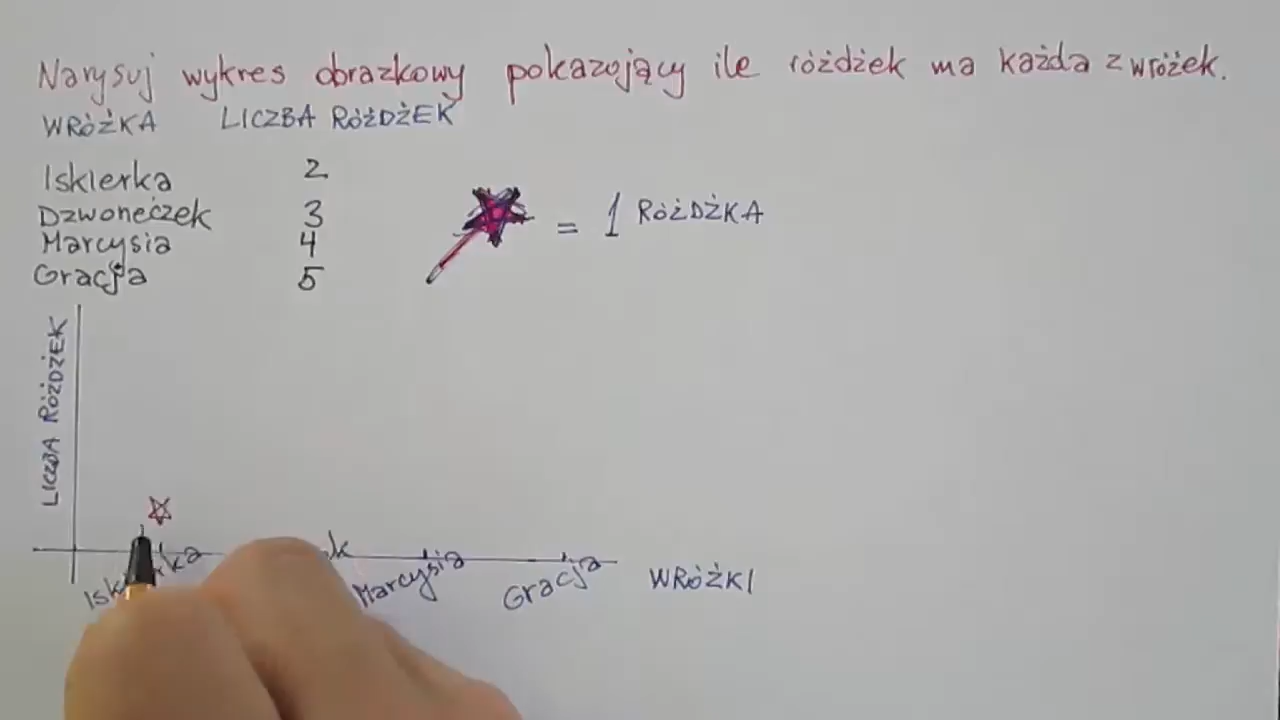 Narysuj wykres obrazkowy pokazujący ile różdżek ma każda z wróżek.
WRÓŻKA LICZBA RÓŻDŻEK
Iskierka 2
Dzwoneczek 3
Marcysia 4
Gracja 5
= 1 RÓŻDŻKA
LICZBA RÓŻDŻEK
Marcysia Gracja WRÓŻKI